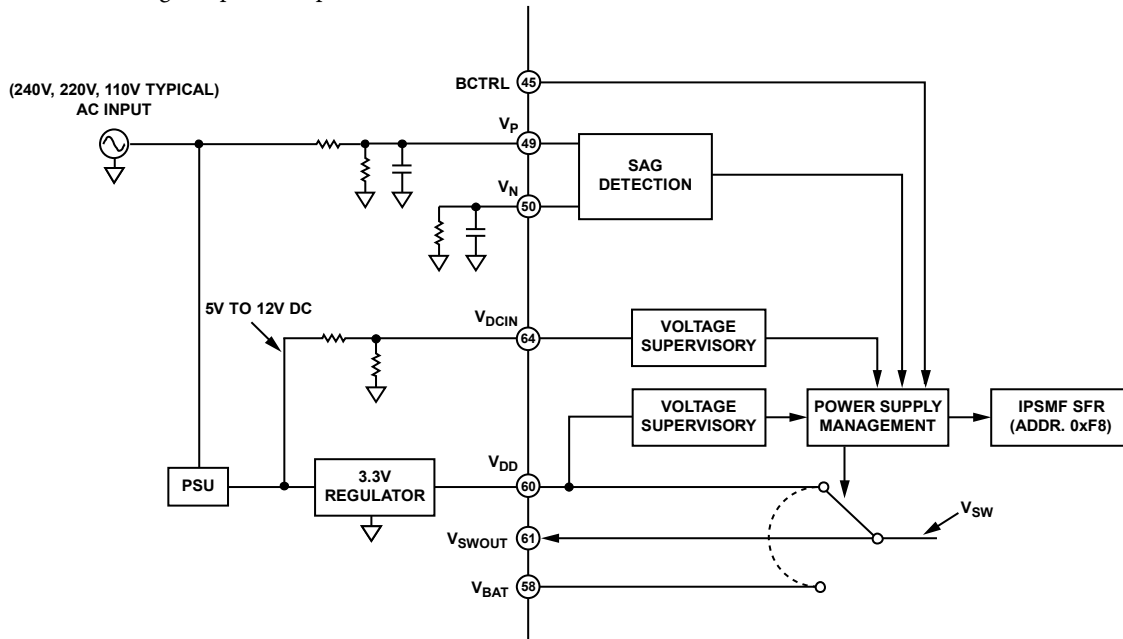 BCTRL
45
(240V, 220V, 110V TYPICAL)
AC INPUT
VP
49
SAG
DETECTION
VN
50
5V TO 12V DC
VDCIN
64
VOLTAGE
SUPERVISORY
VOLTAGE
SUPERVISORY
POWER SUPPLY
MANAGEMENT
IPSMF SFR
(ADDR. 0xF8)
PSU
3.3V
REGULATOR
VDD
60
VSW
VSWOUT
61
VBAT
58